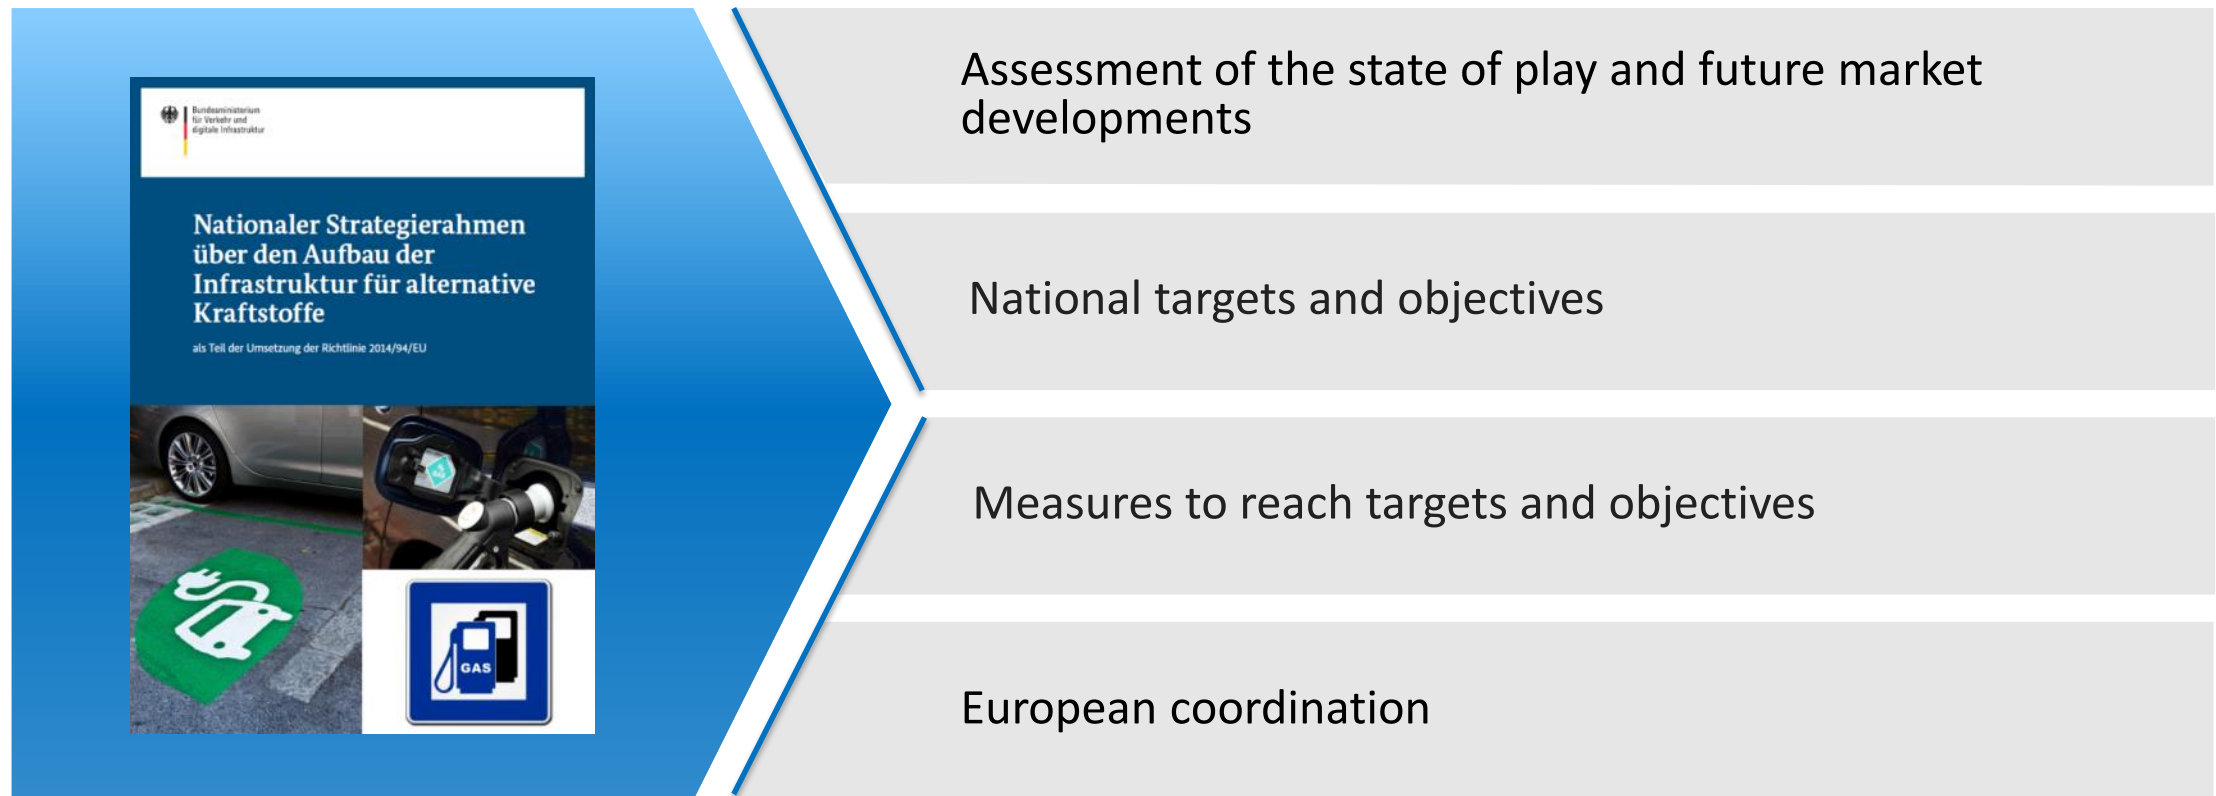 Bundesministerium
für Verkehr und
digitale Infrastruktur
Nationaler Strategierahmen
über den Aufbau der
Infrastruktur für alternative
Kraftstoffe
als Teil der Umsetzung der Richtlinie 2014/94/EU
GAS
Assessment of the state of play and future market
developments
National targets and objectives
Measures to reach targets and objectives
European coordination